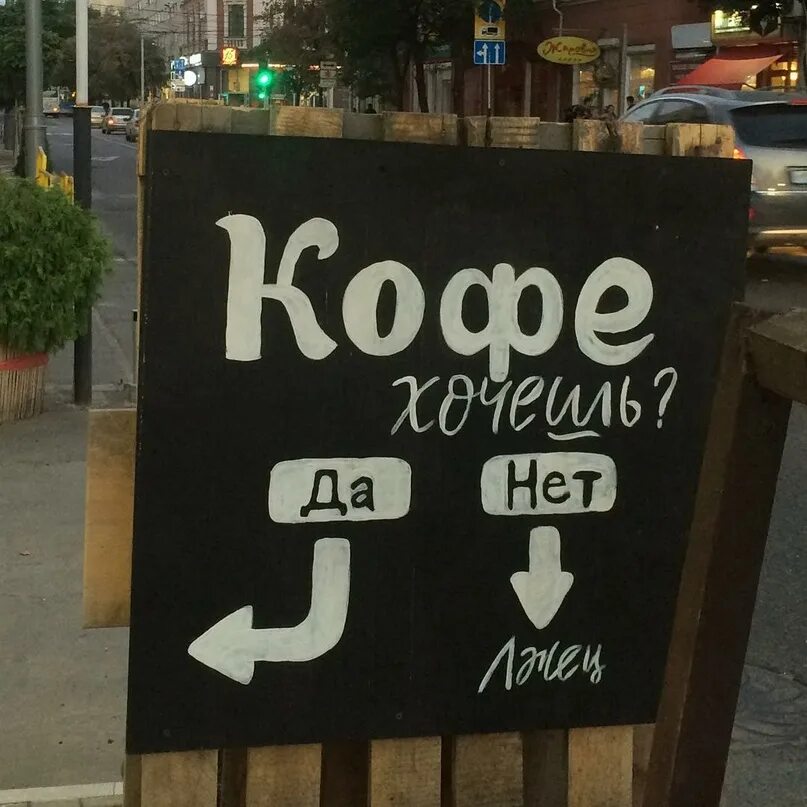 Кофе
хочешь?
Да Нет
Лжец